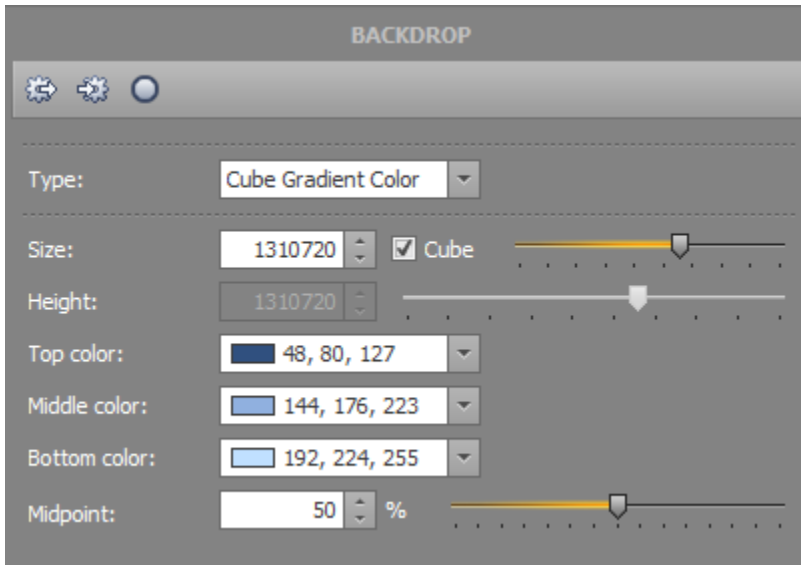 BACKDROP
Type: Cube Gradient Color
Size: 1310720 Cube
Height: 1310720
Top color: 48, 80, 127
Middle color: 144, 176, 223
Bottom color: 192, 224, 255
Midpoint: 50 %